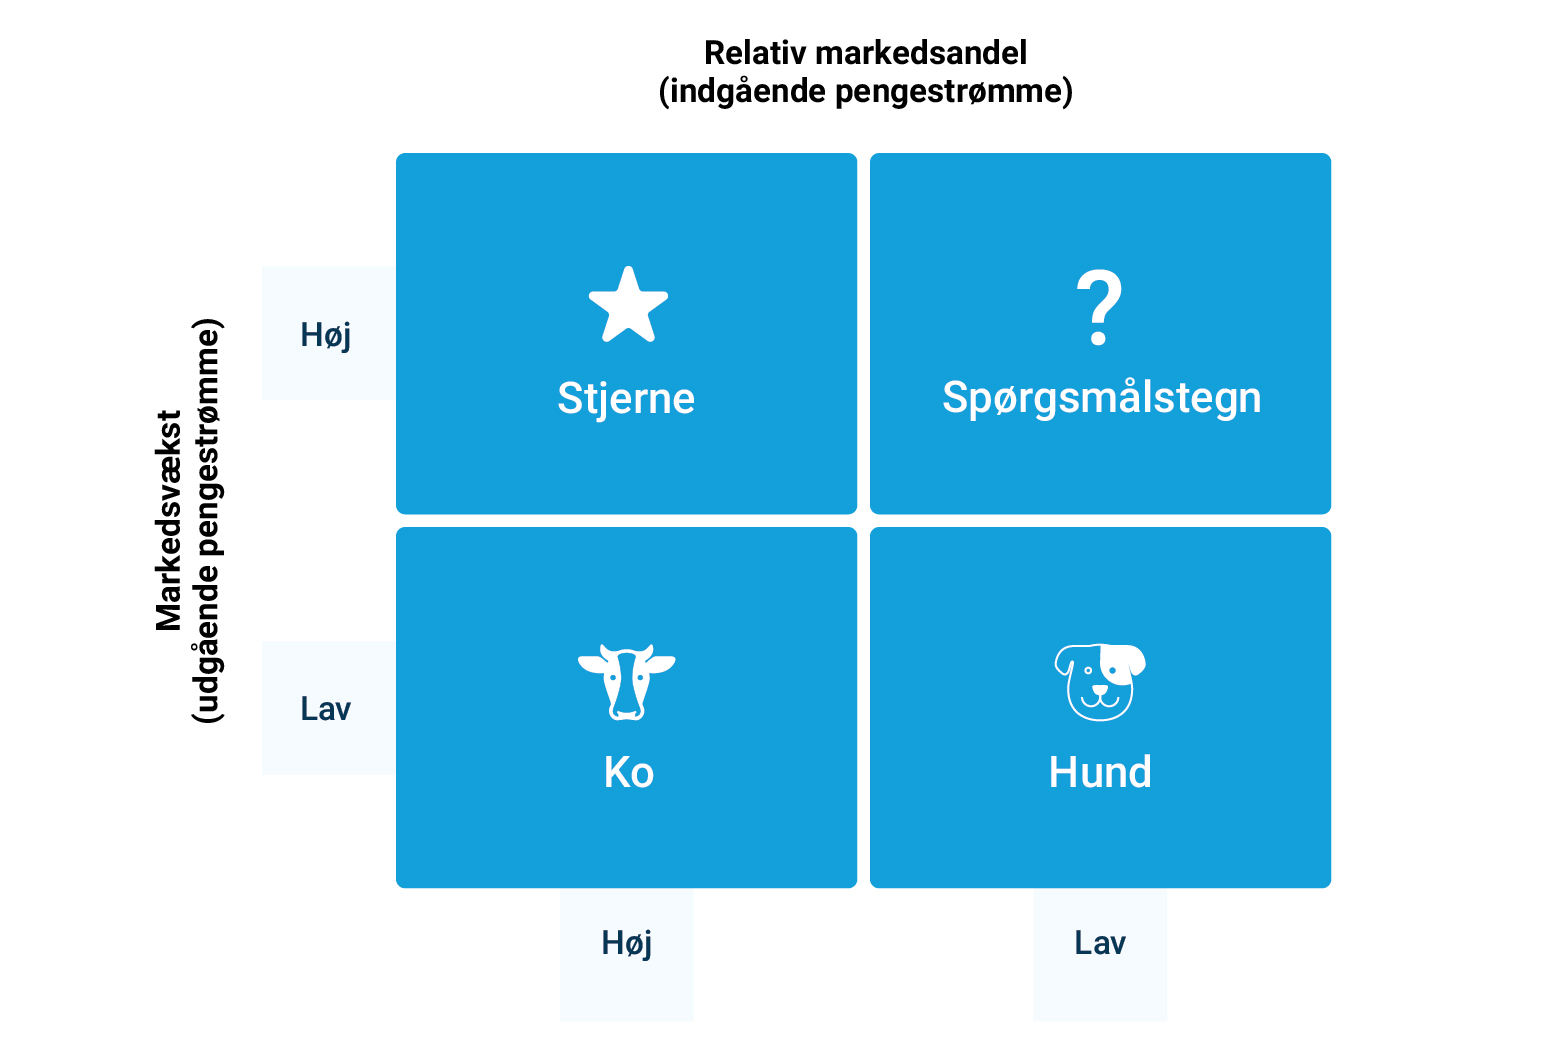 Relativ markedsandel
(indgående pengestrømme)
Markedsvækst
(udgående pengestrømme)
Høj
Stjerne
?
Spørgsmålstegn
Lav
Ko
Hund
Høj
Lav